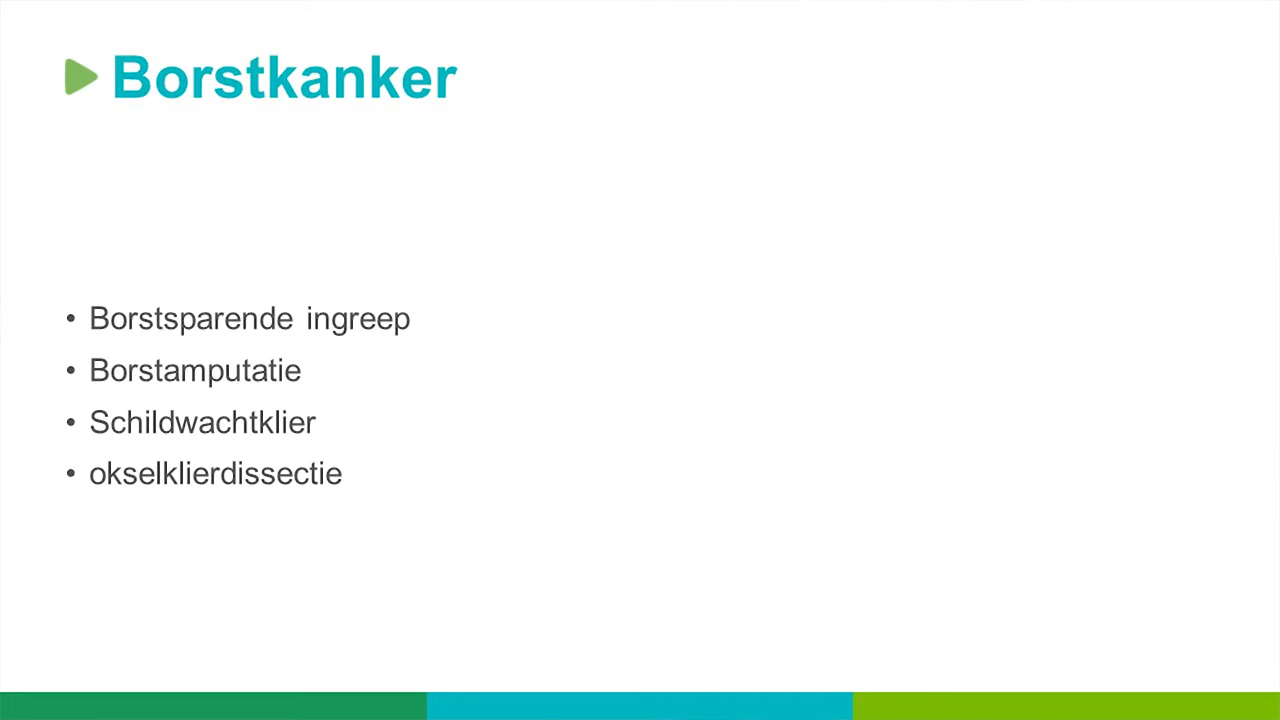 Borstkanker
• Borstsparende ingreep
• Borstamputatie
• Schildwachtklier
• okselklierdissectie